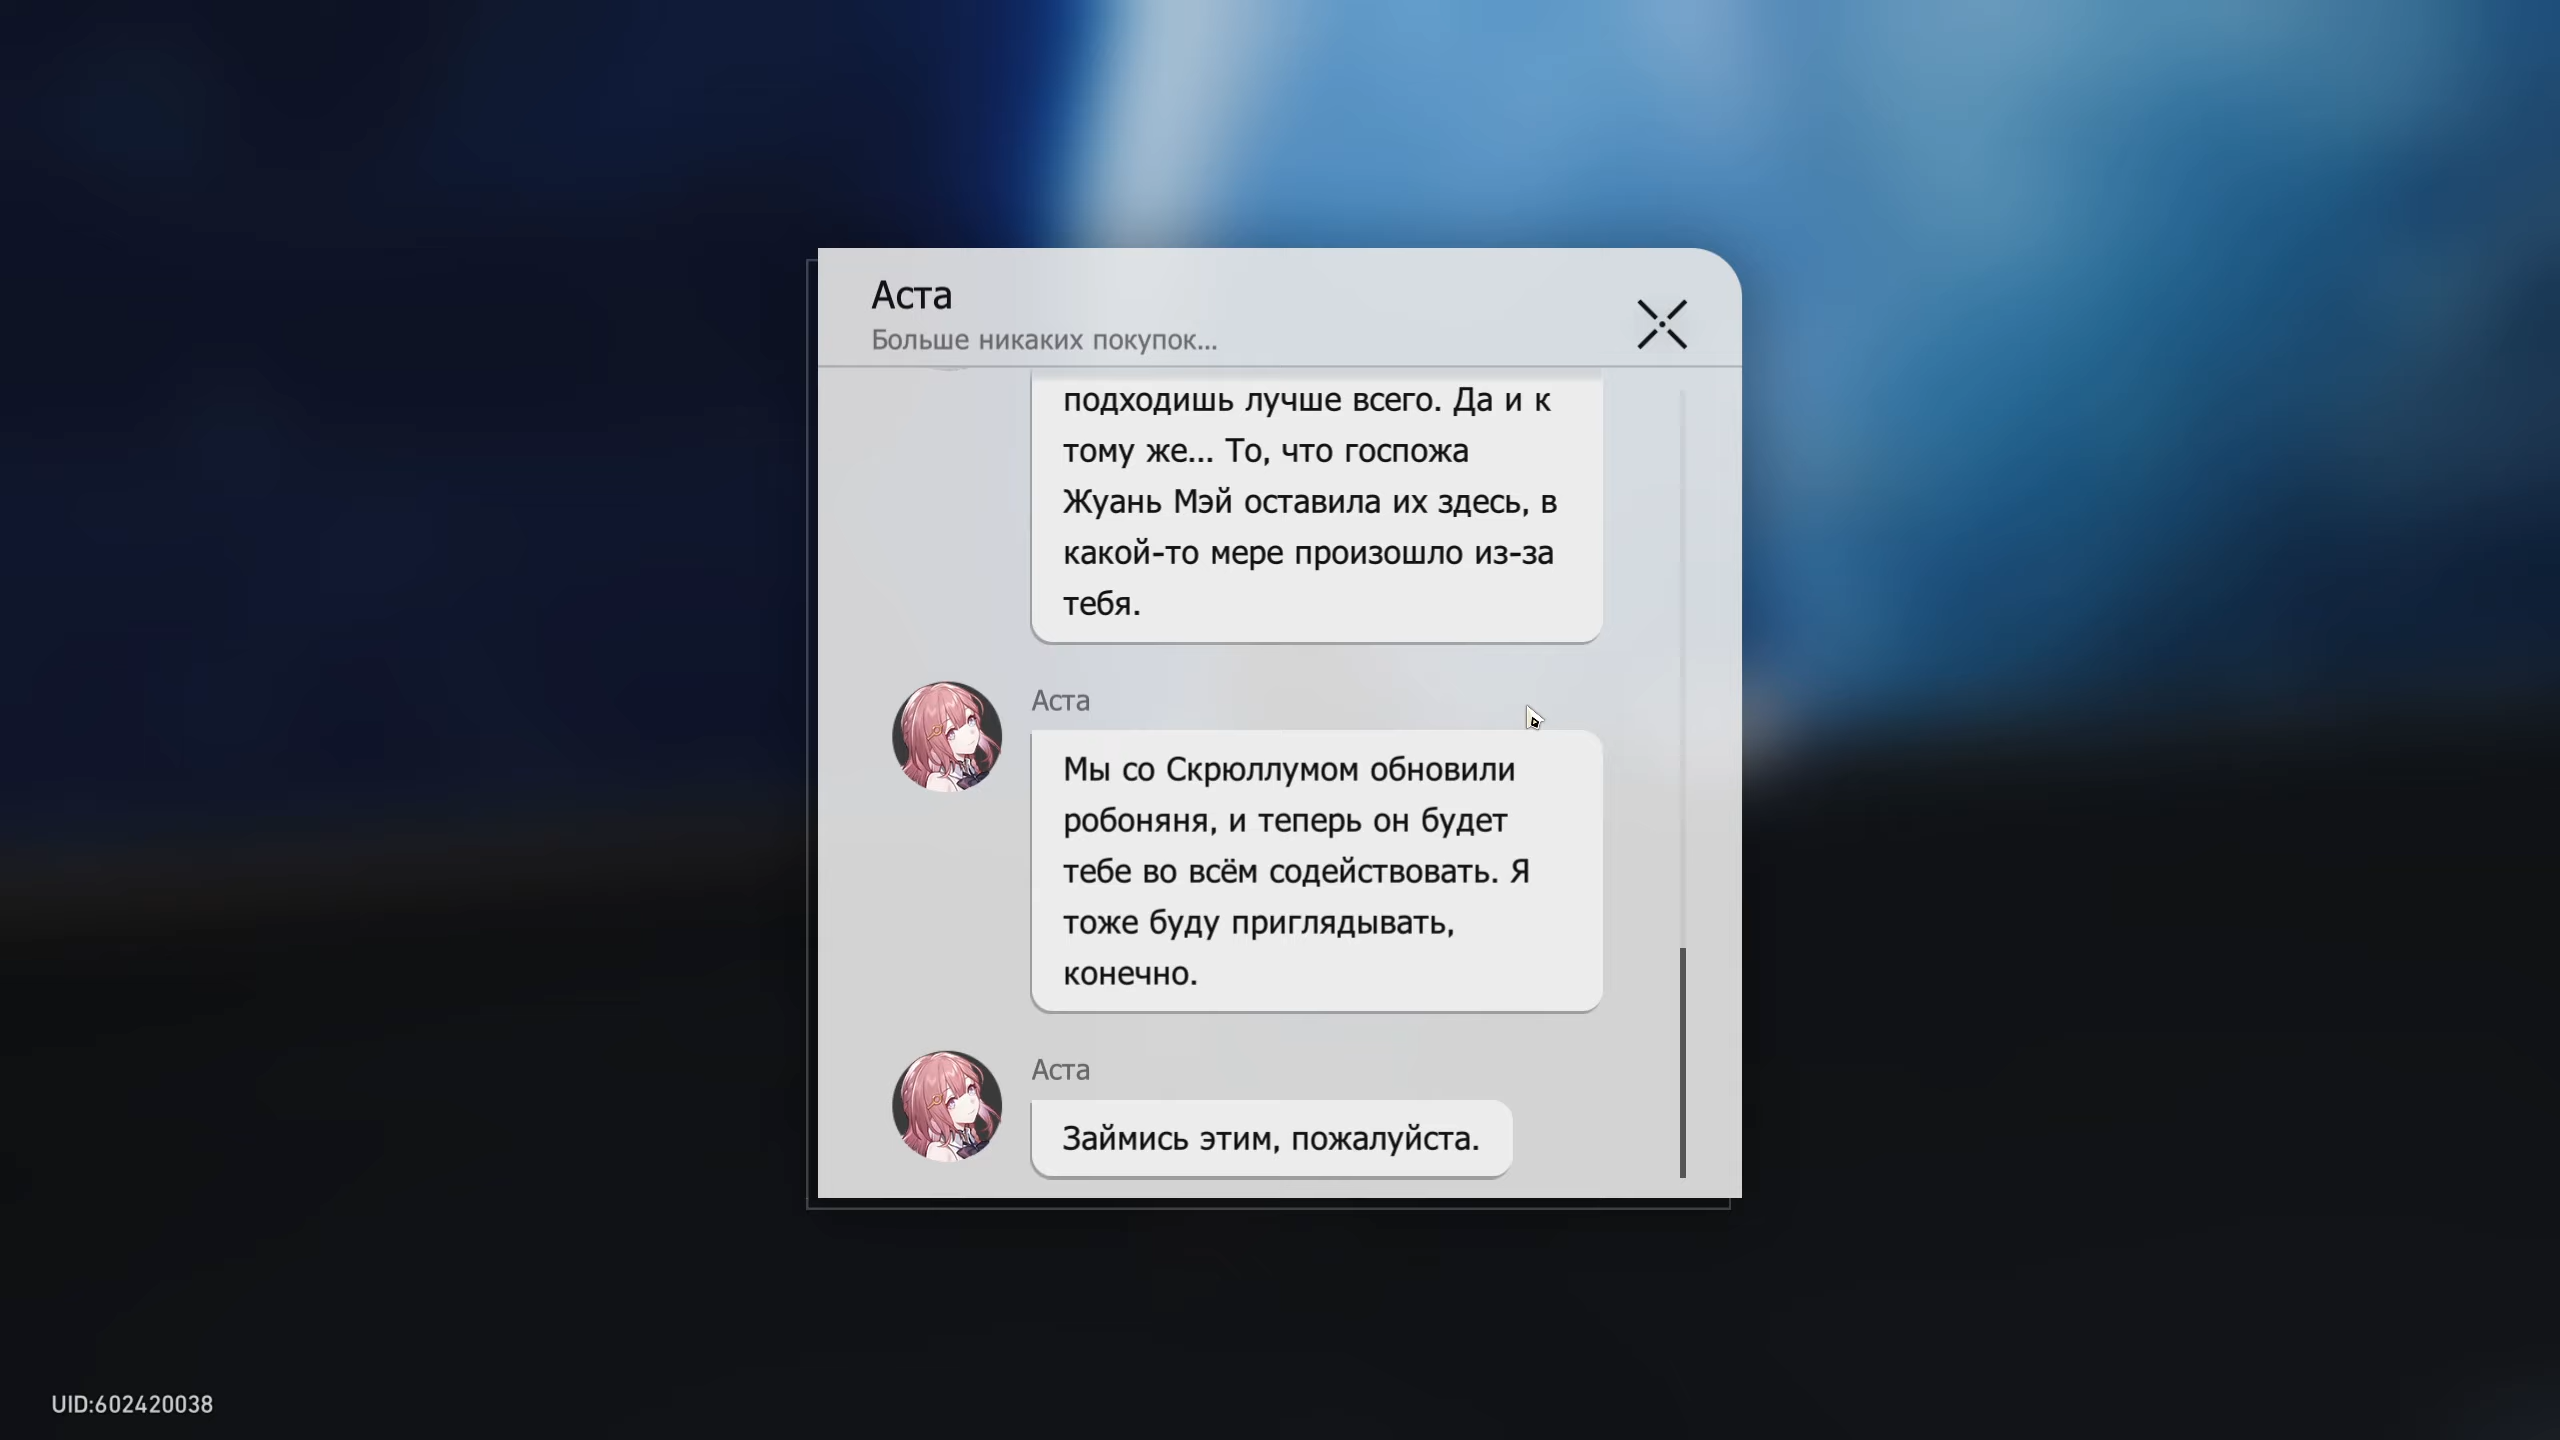 Аста
Больше никаких покупок...
подходишь лучше всего. Да и к
тому же... То, что госпожа
Жуань Мэй оставила их здесь, в
какой-то мере произошло из-за
тебя.
Аста
Мы со Скрюллумом обновили
робоняня, и теперь он будет
тебе во всём содействовать. Я
тоже буду приглядывать,
конечно.
Аста
Займись этим, пожалуйста.
UID:602420038